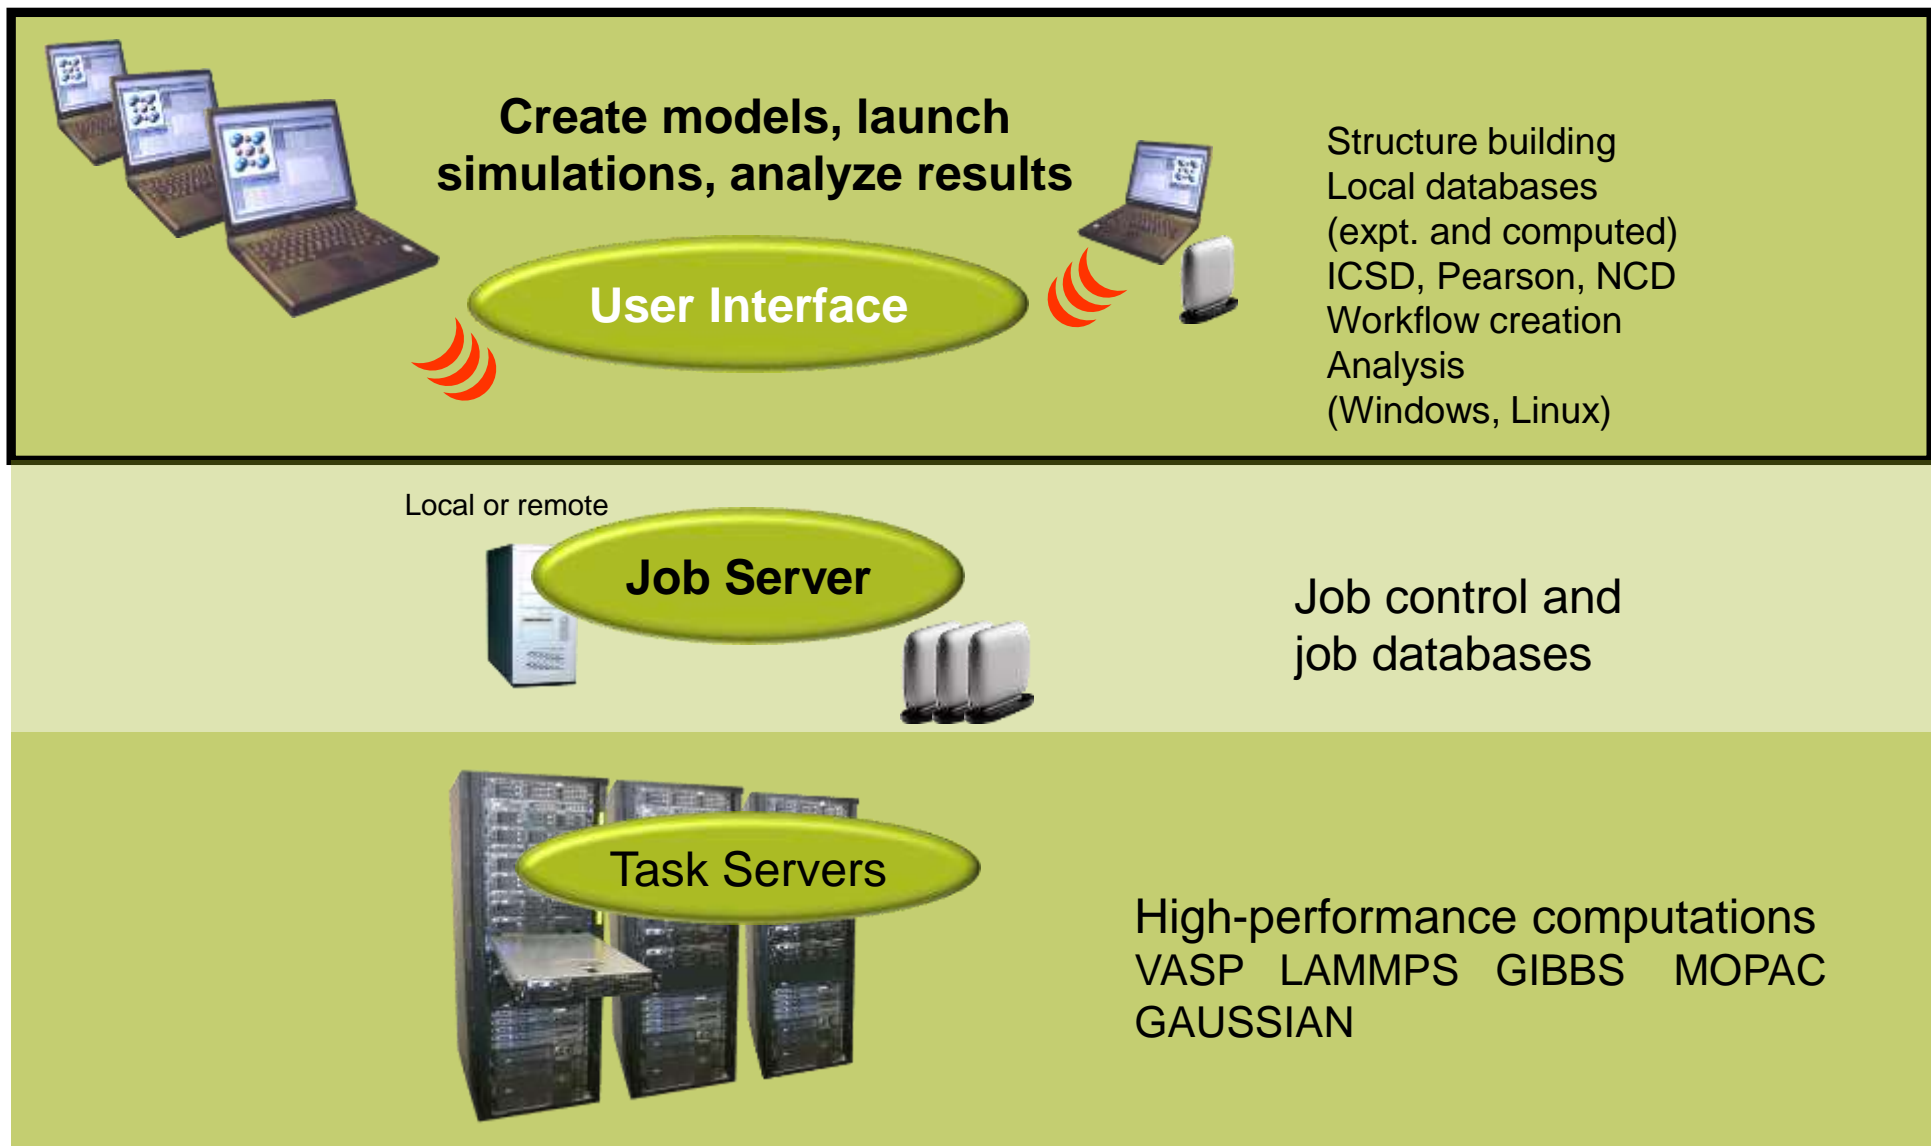 Create models, launch
simulations, analyze results
User Interface
Structure building
Local databases
(expt. and computed)
ICSD, Pearson, NCD
Workflow creation
Analysis
(Windows, Linux)
Local or remote
Job Server
Job control and
job databases
Task Servers
High-performance computations
VASP LAMMPS GIBBS MOPAC
GAUSSIAN